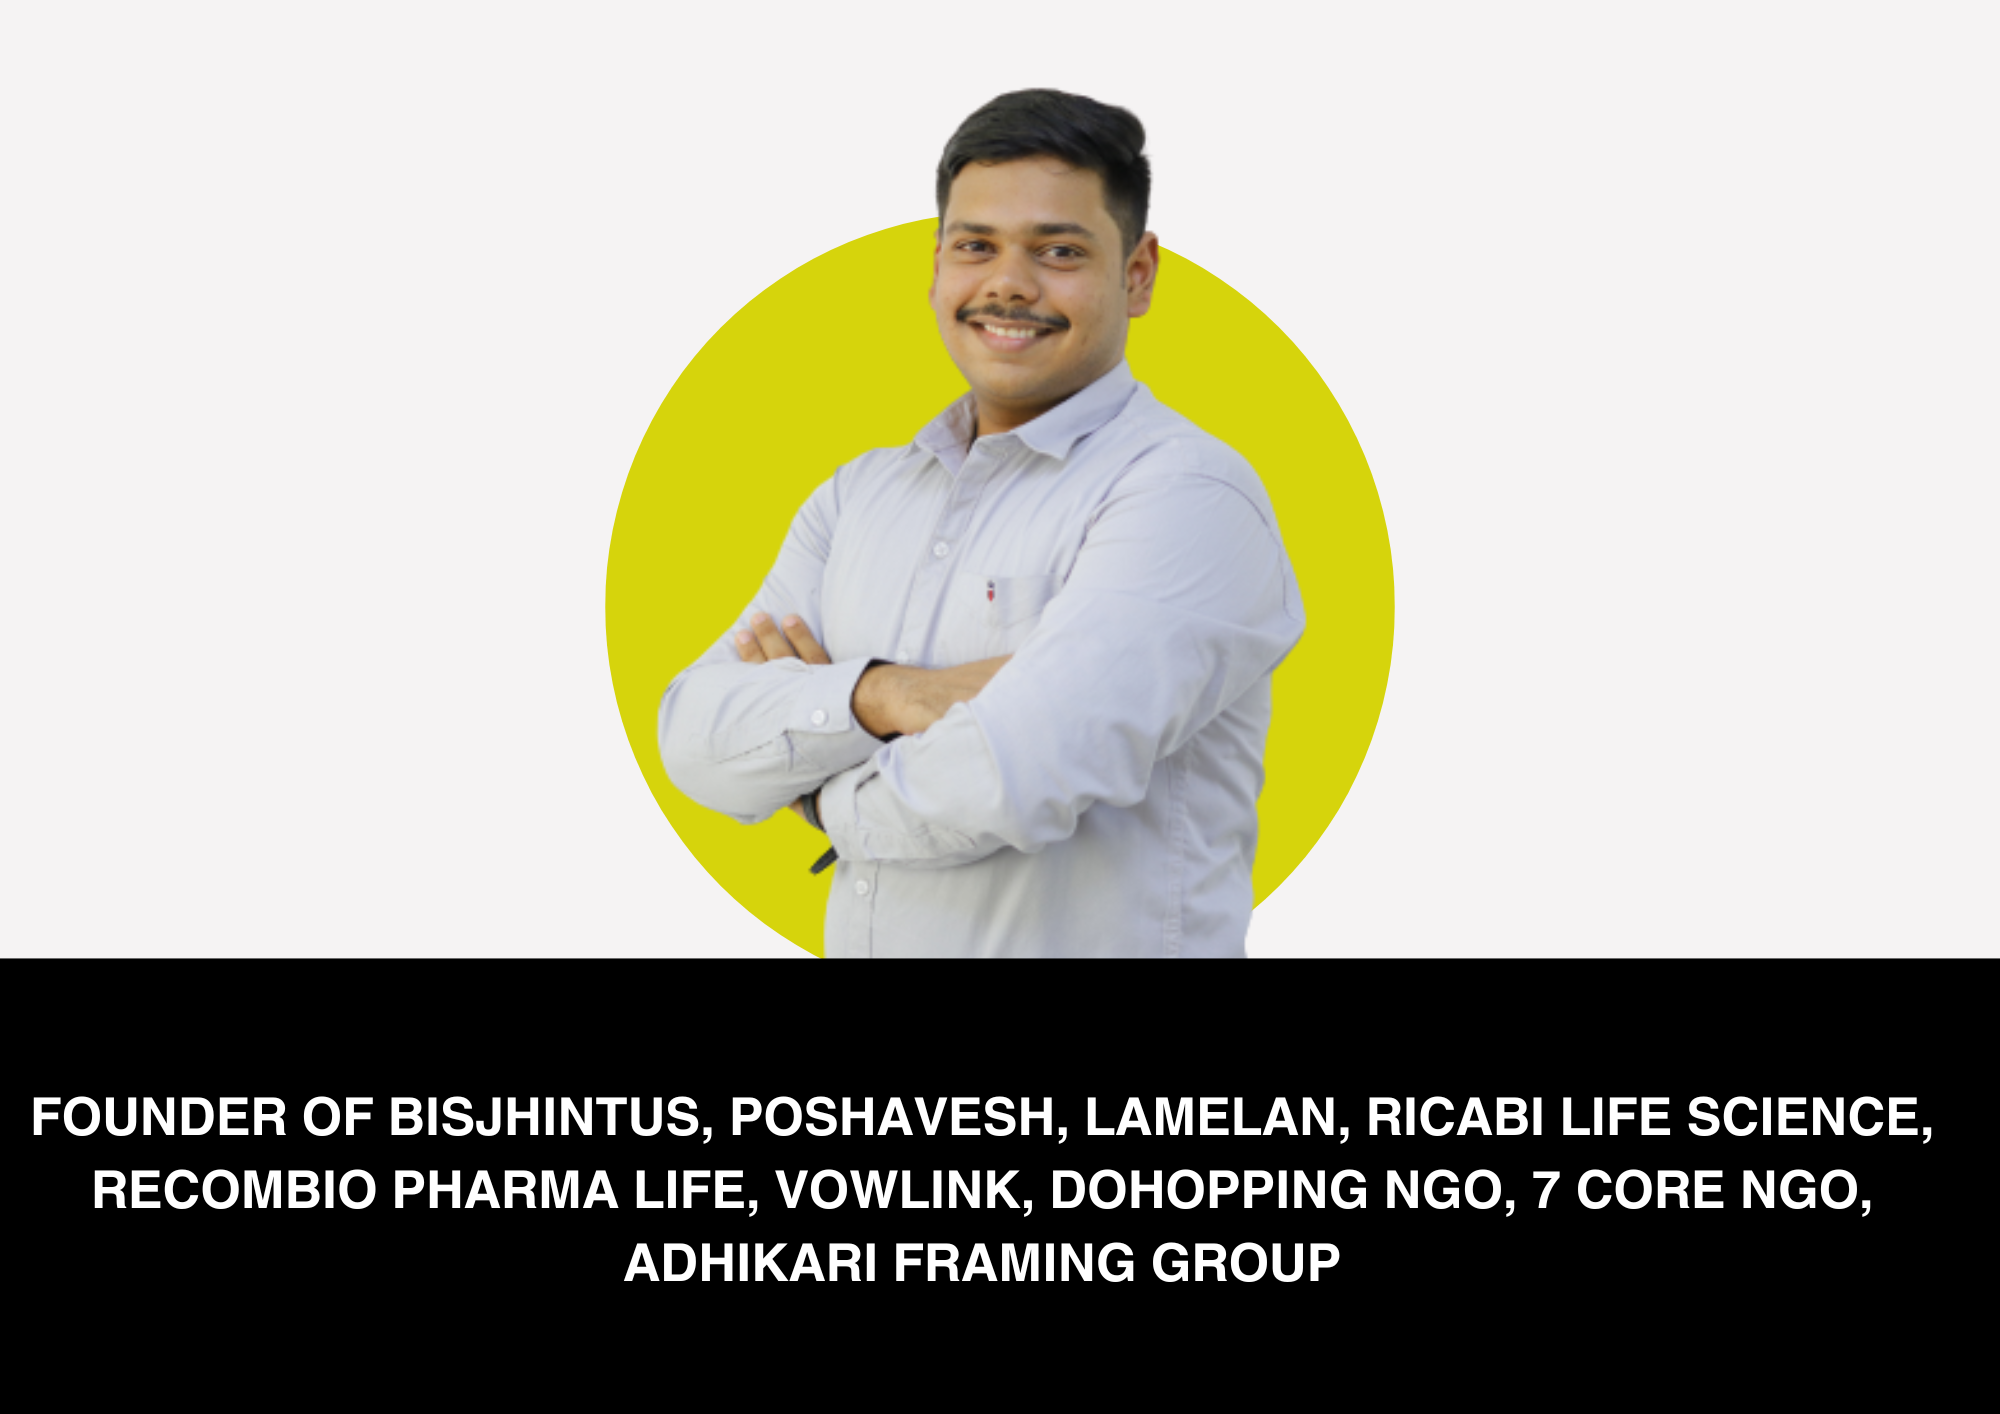 FOUNDER OF BISJHINTUS, POSHAVESH, LAMELAN, RICABI LIFE SCIENCE,
RECOMBIO PHARMA LIFE, VOWLINK, DOHOPPING NGO, 7 CORE NGO,
ADHIKARI FRAMING GROUP